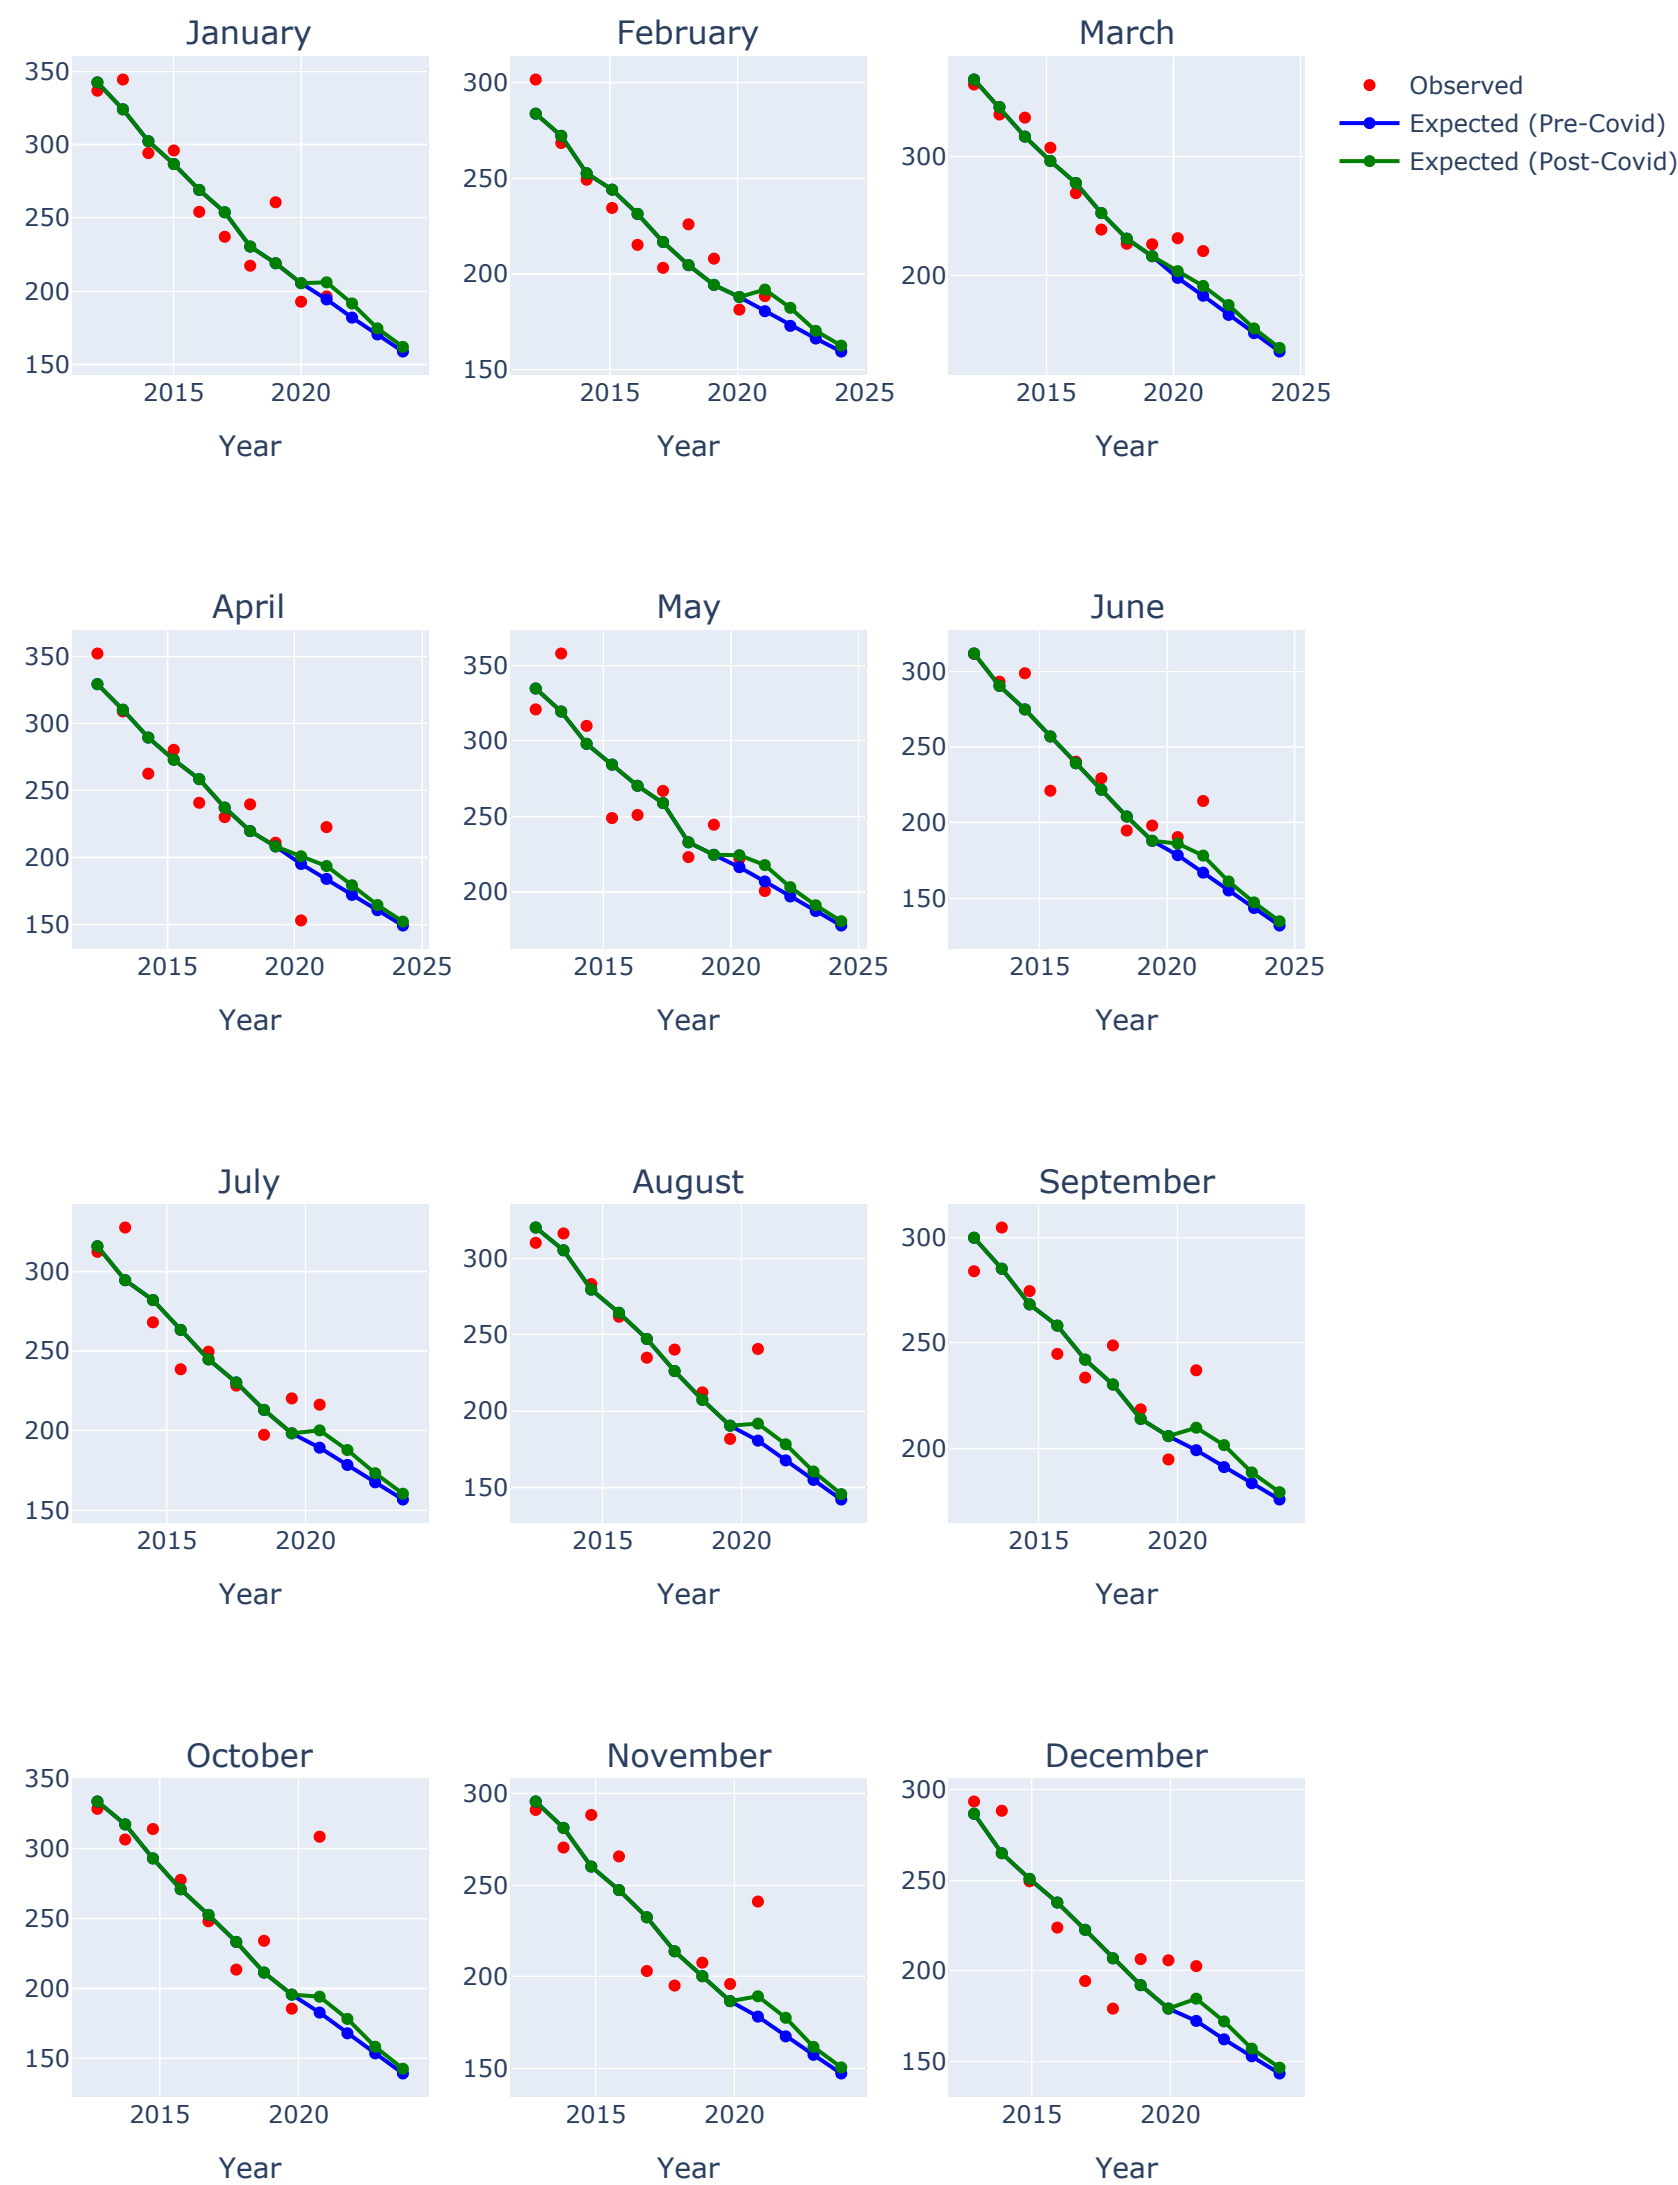 January
February
March
350
300
250
200
150
2015
2020
Year
300
250
200
150
2015
2020
2025
Year
300
200
2015
2020
2025
Year
Observed
Expected (Pre-Covid)
Expected (Post-Covid)
April
May
June
350
300
250
200
150
2015
2020
2025
Year
350
300
250
200
2015
2020
2025
Year
300
250
200
150
2015
2020
2025
Year
July
August
September
300
250
200
150
2015
2020
Year
300
250
200
150
2015
2020
Year
300
250
200
2015
2020
Year
October
November
December
350
300
250
200
150
2015
2020
Year
300
250
200
150
2015
2020
Year
300
250
200
150
2015
2020
Year